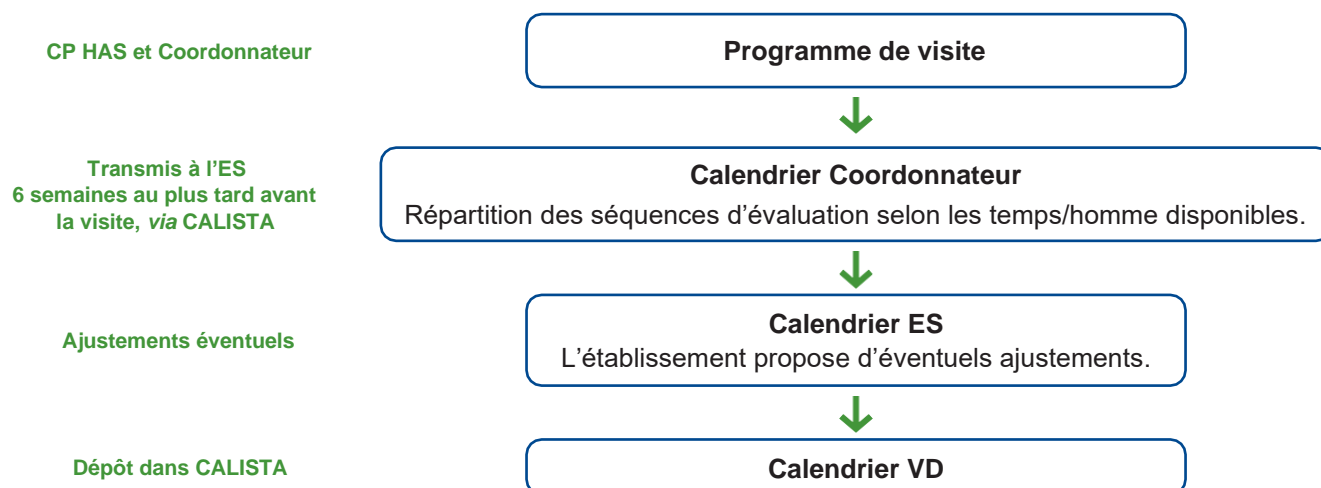 CP HAS et Coordonnateur
Programme de visite
Transmis à l’ES
6 semaines au plus tard avant
la visite, via CALISTA
Calendrier Coordonnateur
Répartition des séquences d’évaluation selon les temps/homme disponibles.
Ajustements éventuels
Calendrier ES
L’établissement propose d’éventuels ajustements.
Dépôt dans CALISTA
Calendrier VD